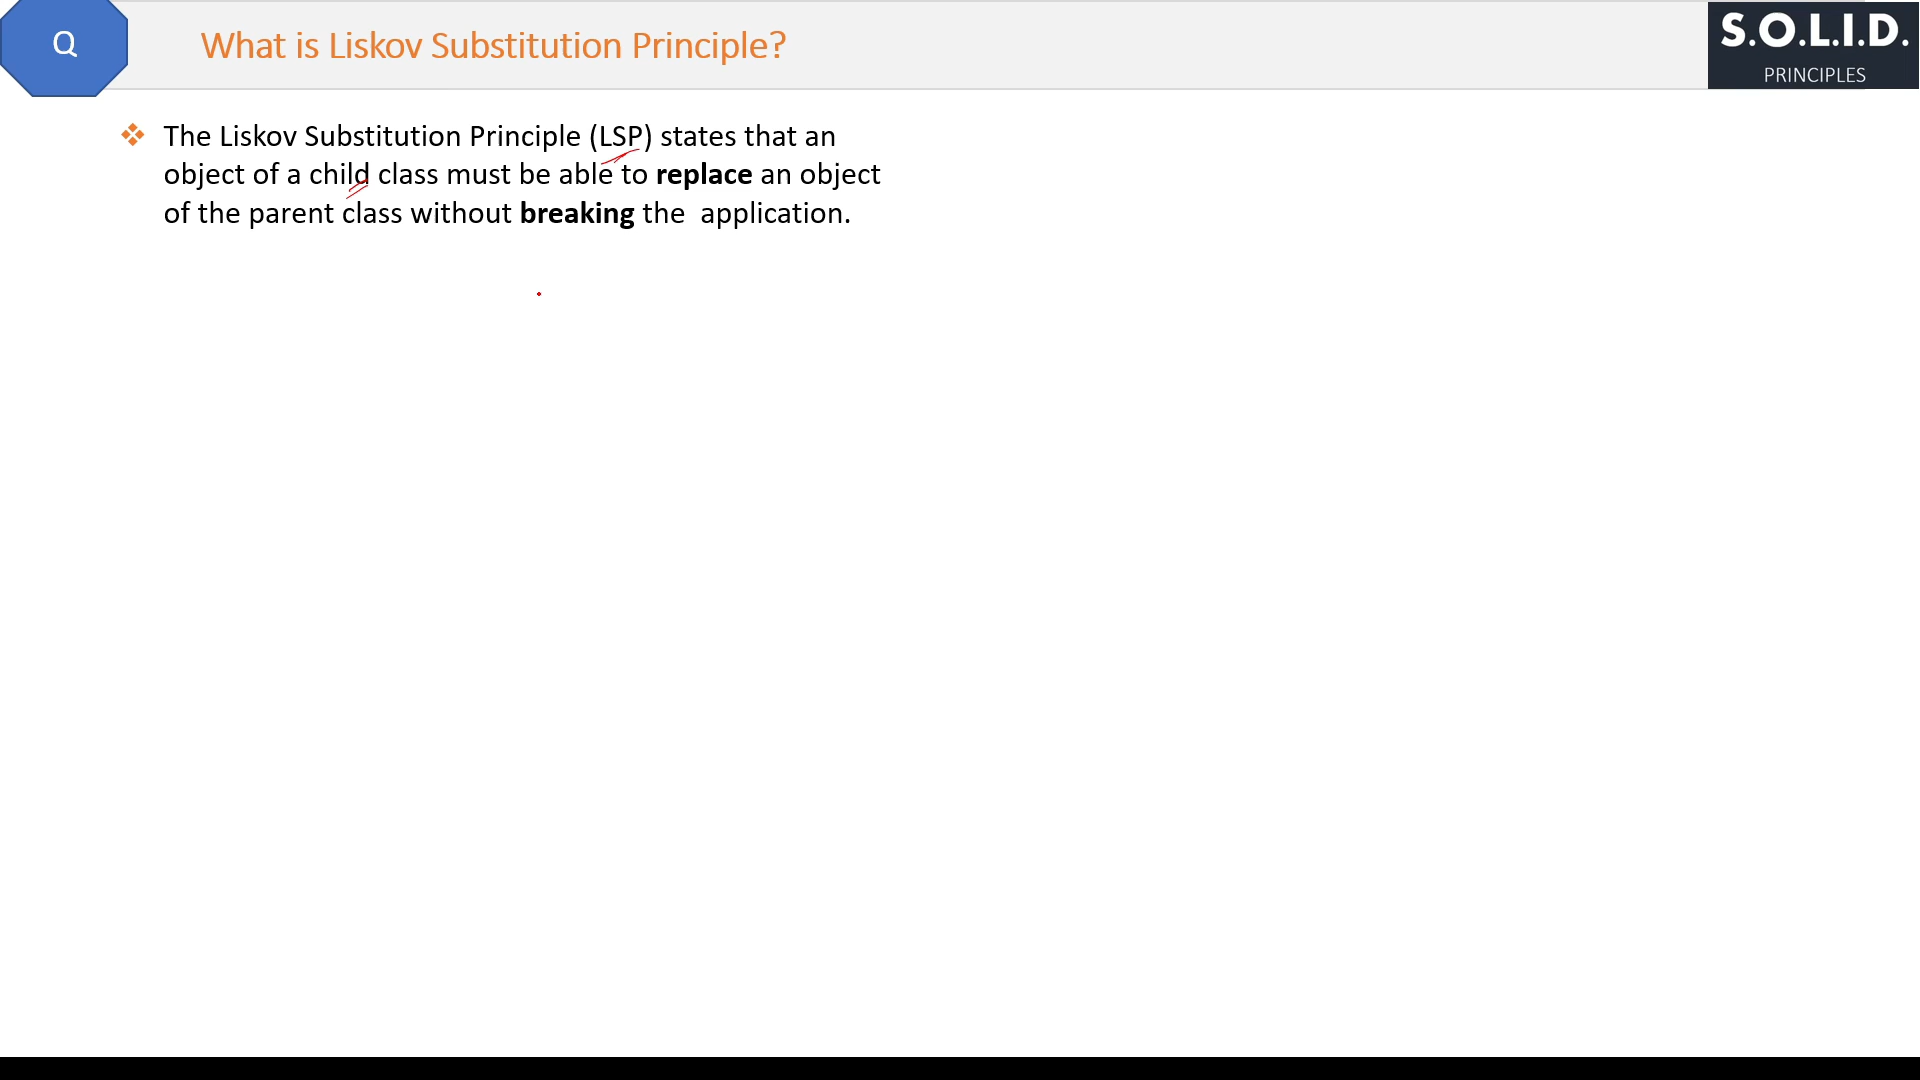 Q
What is Liskov Substitution Principle?
S.O.L.I.D.
PRINCIPLES
The Liskov Substitution Principle (LSP) states that an
object of a child class must be able to replace an object
of the parent class without breaking the  application.